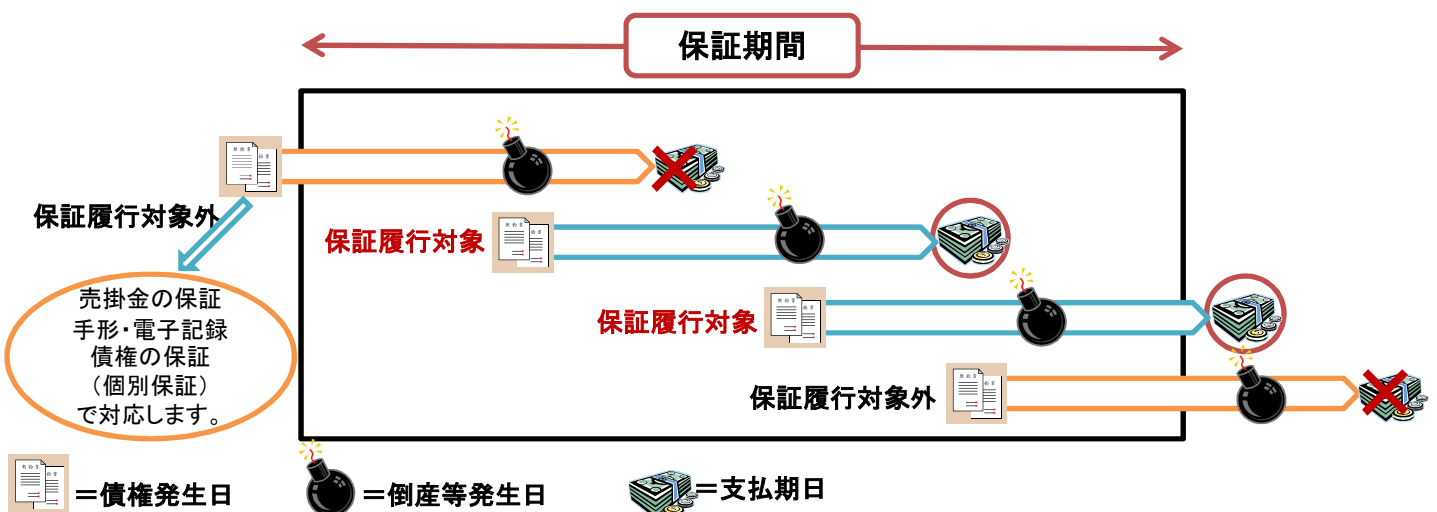 保証期間
保証履行対象外
保証履行対象
売掛金の保証
手形・電子記録
債権の保証
（個別保証）
で対応します。
保証履行対象
保証履行対象外
＝債権発生日
＝倒産等発生日
＝支払期日